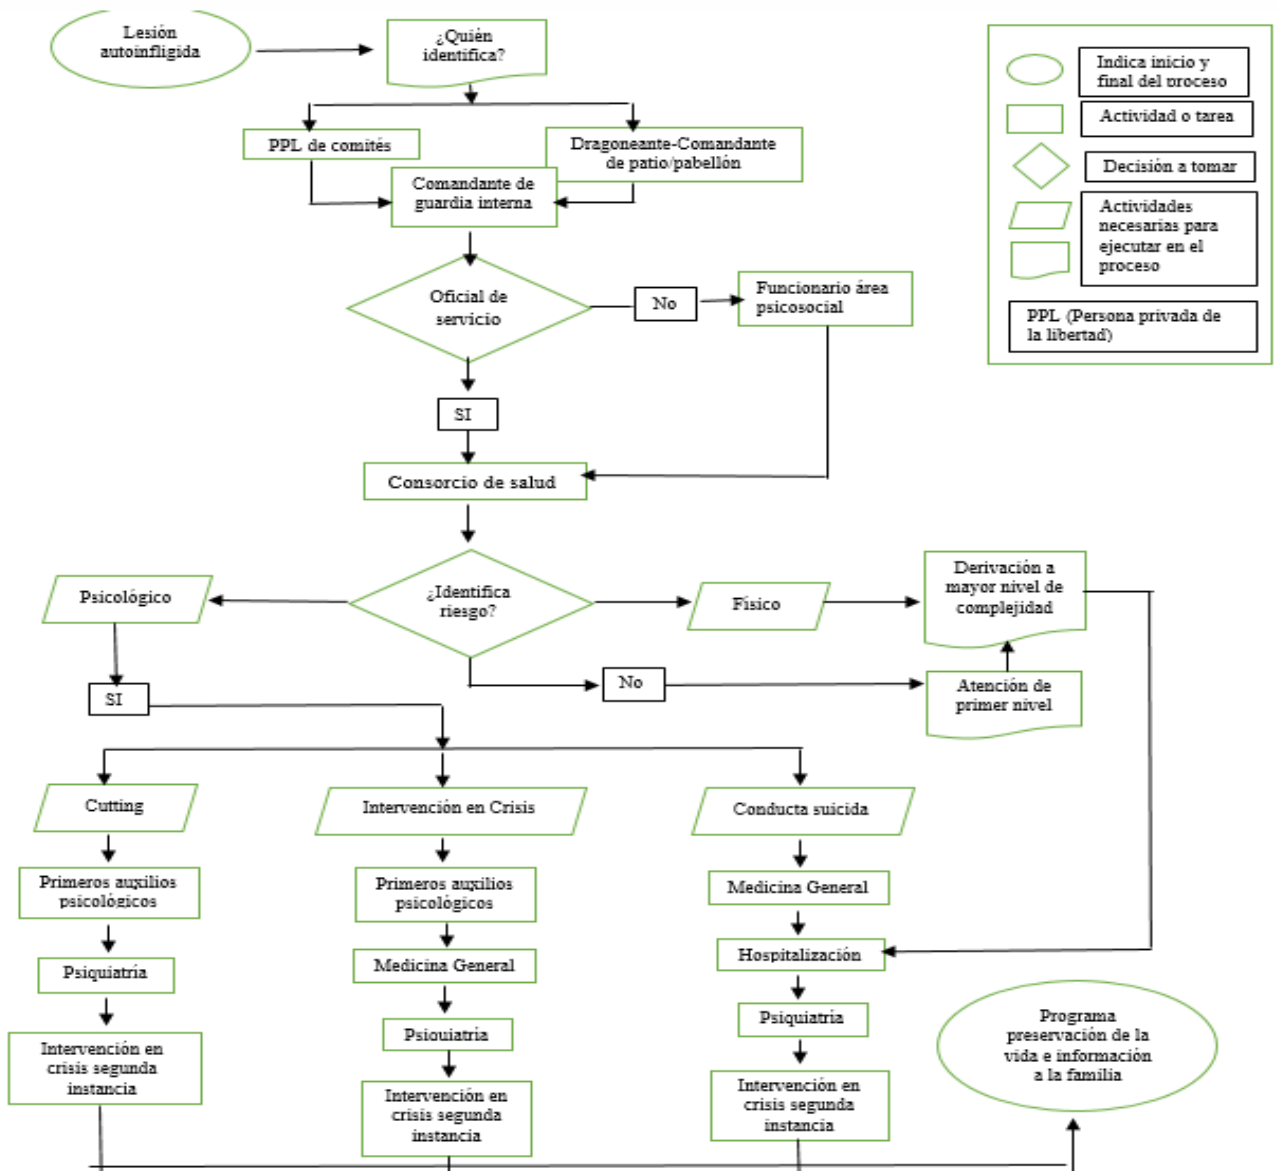 Lesión
autoinfligida
¿Quién
identifica?
PPL de comités
Dragoneante-Comandante
de patio/pabellón
Comandante de
guardia interna
Oficial de
servicio
No
Funcionario área
psicosocial
SI
Consorcio de salud
¿Identifica
riesgo?
Psicológico
Físico
Derivación a
mayor nivel de
complejidad
SI
No
Atención de
primer nivel
Cutting
Intervención en Crisis
Conducta suicida
Primeros auxilios
psicológicos
Primeros auxilios
psicológicos
Medicina General
Psiquiatría
Medicina General
Hospitalización
Intervención en
crisis segunda
instancia
Psiquiatría
Psiquiatría
Intervención en
crisis segunda
instancia
Intervención en
crisis segunda
instancia
Programa
preservación de la
vida e información
a la familia
Indica inicio y
final del proceso
Actividad o tarea
Decisión a tomar
Actividades
necesarias para
ejecutar en el
proceso
PPL (Persona privada de
la libertad)